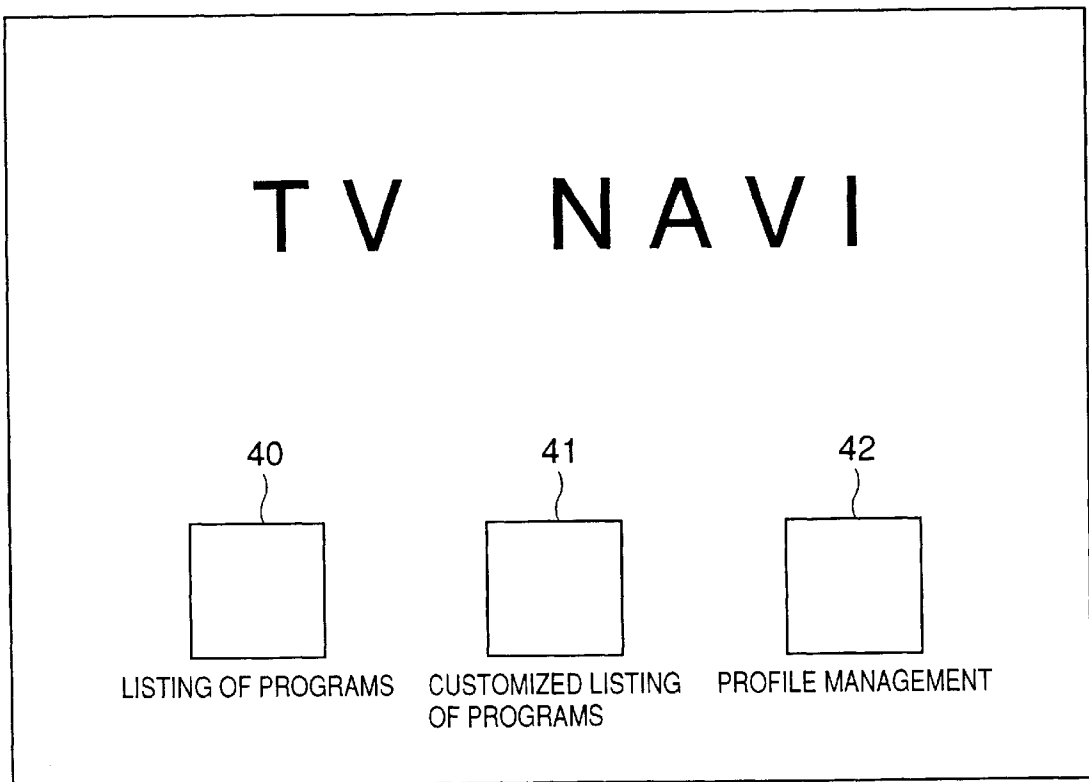 TV NAVI
40 41 42
LISTING OF PROGRAMS CUSTOMIZED LISTING OF PROGRAMS PROFILE MANAGEMENT